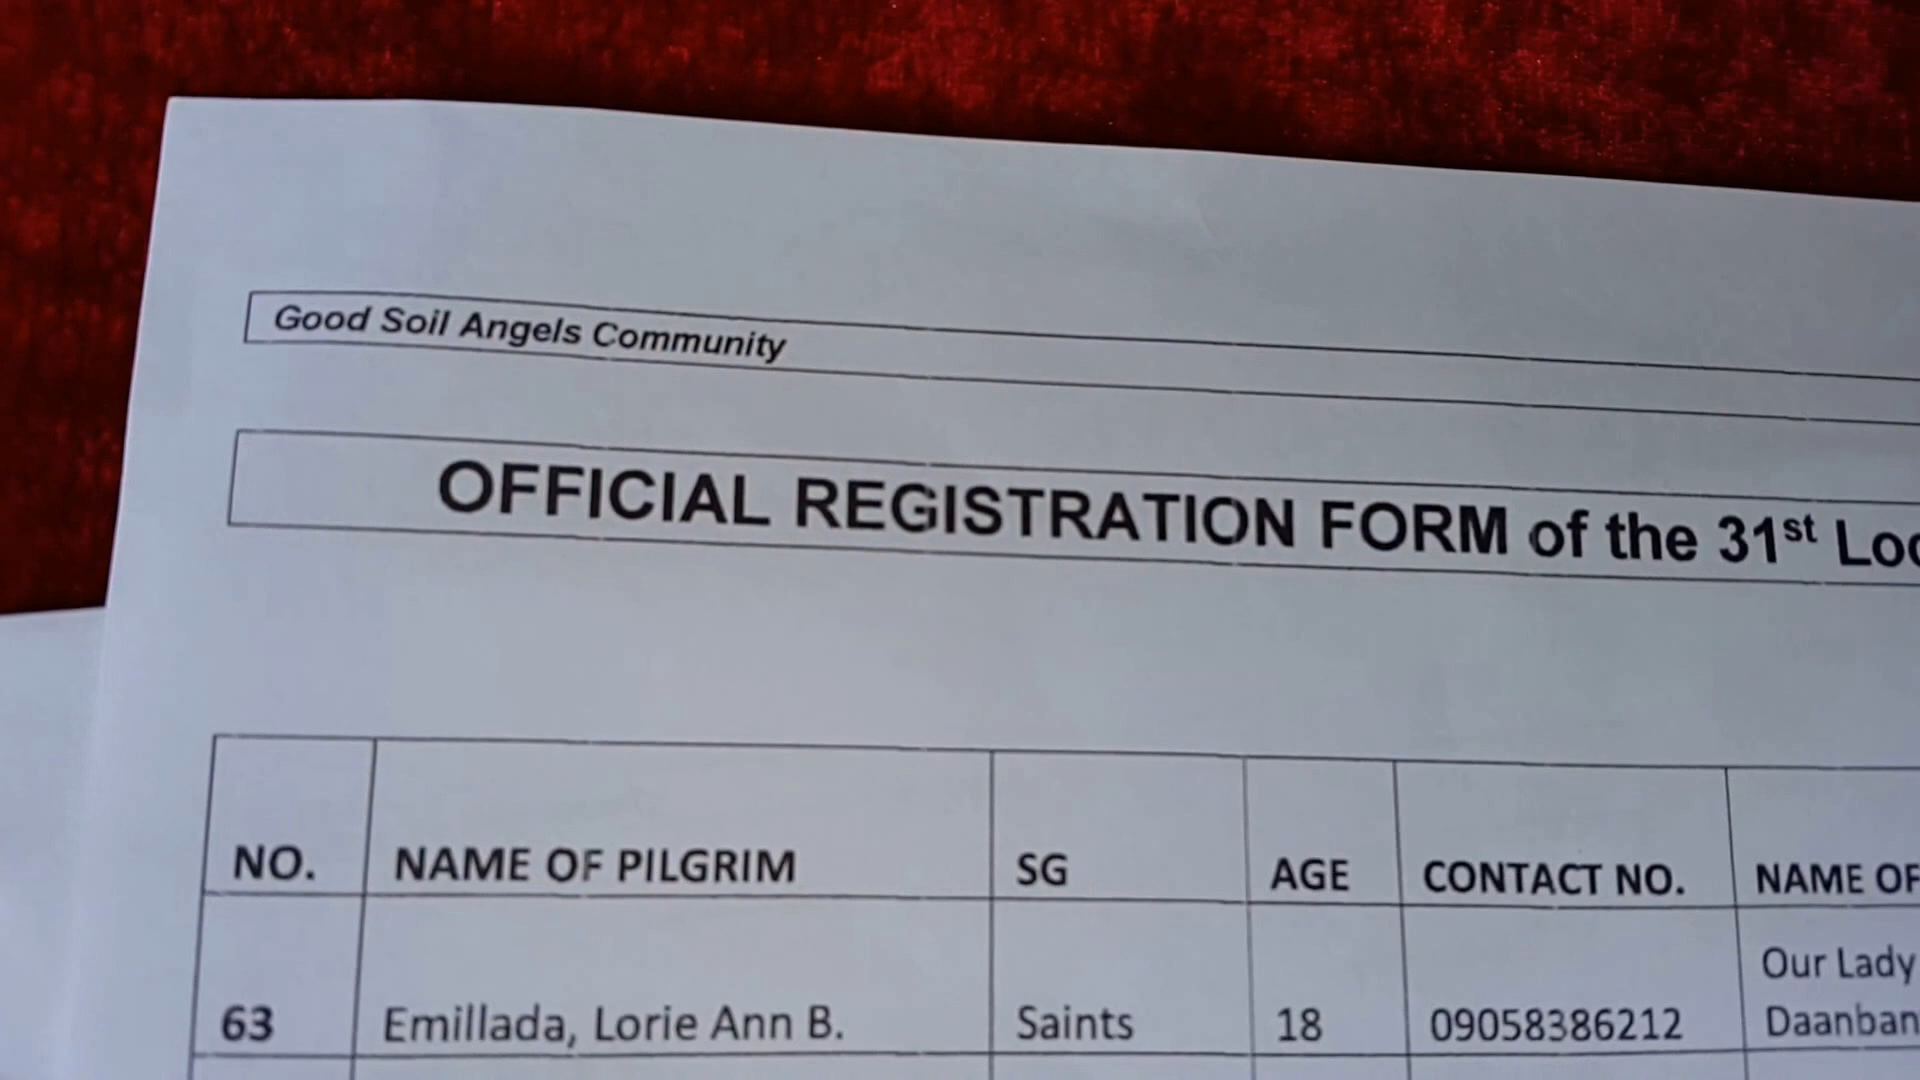 Good Soil Angels Community
OFFICIAL REGISTRATION FORM of the 31st
NO. NAME OF PILGRIM SG AGE CONTACT NO. NAME OF
63 Emillada, Lorie Ann B. Saints 18 09058386212 Our Lady